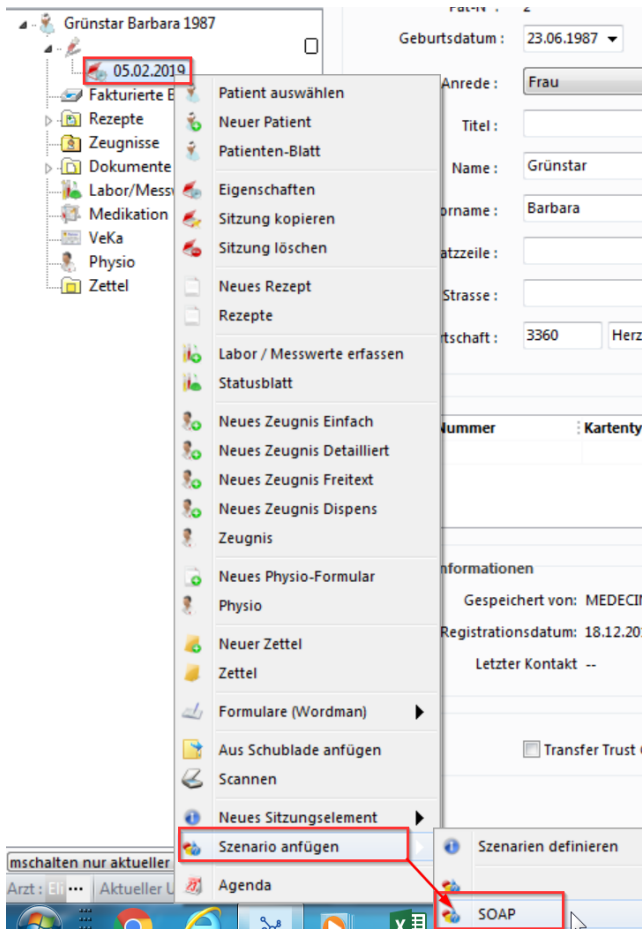 Grünstar Barbara 1987
05.02.2019
Fakturierte
Rezepte
Zeugnisse
Dokumente
Labor/Messw
Medikation
VeKa
Physio
Zettel
Patient auswählen
Neuer Patient
Patienten-Blatt
Eigenschaften
Sitzung kopieren
Sitzung löschen
Neues Rezept
Rezepte
Labor / Messwerte erfassen
Statusblatt
Neues Zeugnis Einfach
Neues Zeugnis Detailliert
Neues Zeugnis Freitext
Neues Zeugnis Dispens
Zeugnis
Neues Physio-Formular
Physio
Neuer Zettel
Zettel
Formulare (Wordman)
Aus Schublade anfügen
Scannen
Neues Sitzungselement
Szenario anfügen
Agenda
Szenarien definieren
SOAP
Geburtsdatum : 23.06.1987
Anrede : Frau
Titel :
Name : Grünstar
orname : Barbara
atzzeile :
Strasse :
rtschaft : 3360 Herz
Nummer Kartenty
nformationen
Gespeichert von: MEDECIN
Registrationsdatum: 18.12.20
Letzter Kontakt --
Transfer Trust
mschalten nur aktueller
Arzt : ... Aktueller U